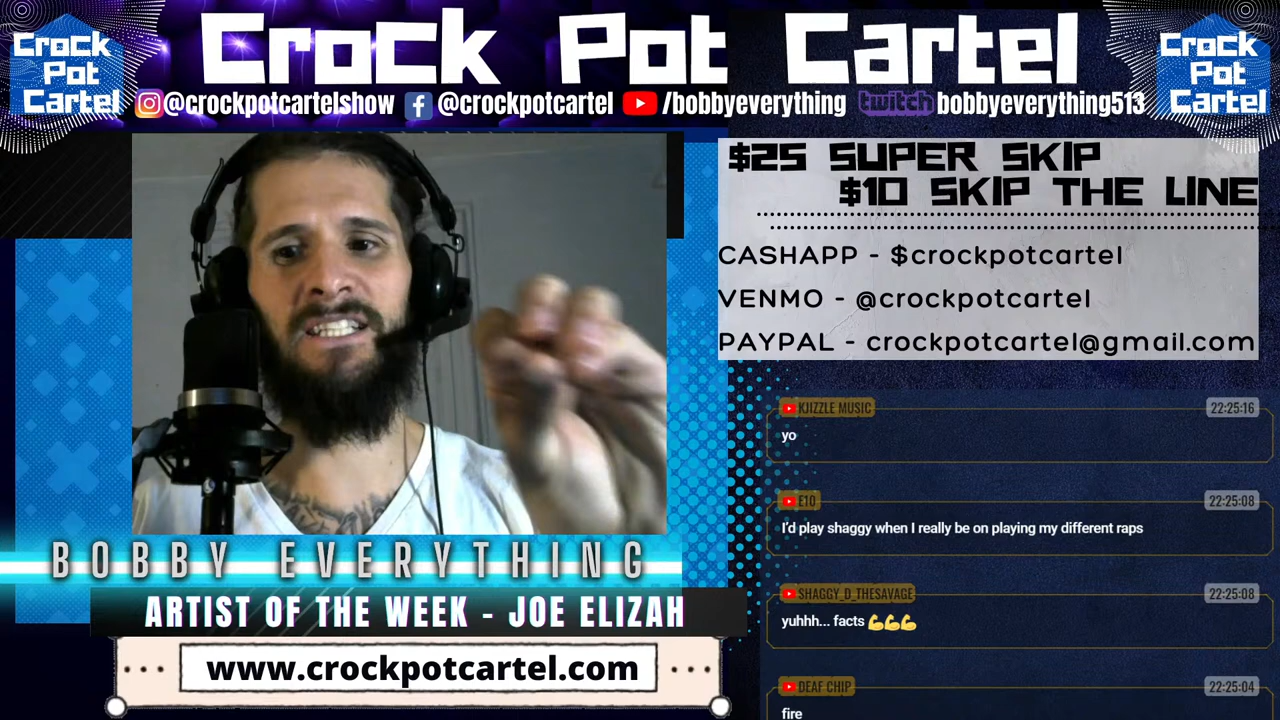 Crock Pot Cartel
Crock
Pot
Cartel
@crockpotcartelshow @crockpotcartel /bobbyeverything twitch bobbyeverything513
Crock
Pot
Cartel
$25 SUPER SKIP
$10 SKIP THE LINE
CASHAPP - $crockpotcartel
VENMO - @crockpotcartel
PAYPAL - crockpotcartel@gmail.com
KJIZZLE MUSIC 22:25:16
yo
E10 22:25:08
I'd play shaggy when I really be on playing my different raps
SHAGGY_D_THESAVAGE 22:25:08
yuhhh... facts 💪💪💪
DEAF CHIP 22:25:04
fire
BOBBY EVERYTHING
ARTIST OF THE WEEK - JOE ELIZAH
www.crockpotcartel.com